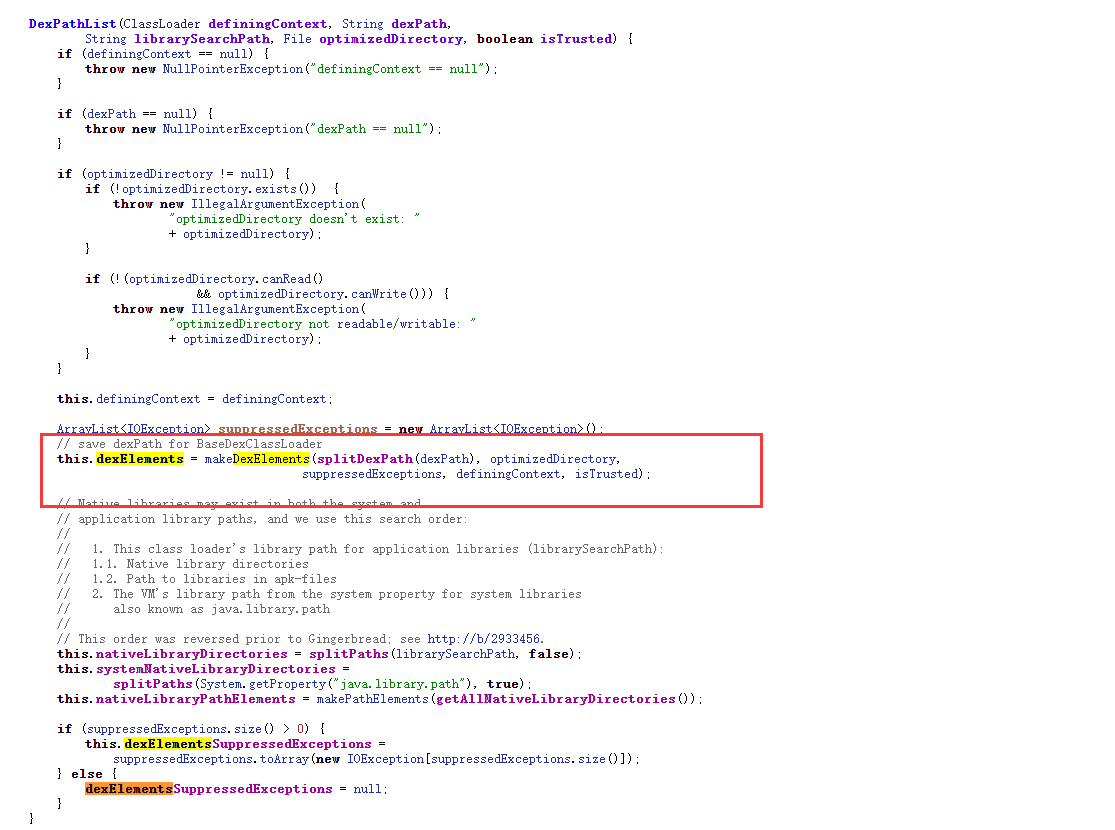 DexPathList(ClassLoader definingContext, String dexPath,
        String librarySearchPath, File optimizedDirectory, boolean isTrusted) {
    if (definingContext == null) {
        throw new NullPointerException("definingContext == null");
    }

    if (dexPath == null) {
        throw new NullPointerException("dexPath == null");
    }

    if (optimizedDirectory != null) {
        if (!optimizedDirectory.exists())  {
            throw new IllegalArgumentException(
                    "optimizedDirectory doesn't exist: "
                    + optimizedDirectory);
        }

        if (!(optimizedDirectory.canRead()
                        && optimizedDirectory.canWrite())) {
            throw new IllegalArgumentException(
                    "optimizedDirectory not readable/writable: "
                    + optimizedDirectory);
        }
    }

    this.definingContext = definingContext;

    ArrayList<IOException> suppressedExceptions = new ArrayList<IOException>();
    // save dexPath for BaseDexClassLoader
    this.dexElements = makeDexElements(splitDexPath(dexPath), optimizedDirectory,
                                       suppressedExceptions, definingContext, isTrusted);

    // Native libraries may exist in both the system and
    // application library paths, and we use this search order:
    //
    //   1. This class loader's library path for application libraries (librarySearchPath):
    //   1.1. Native library directories
    //   1.2. Path to libraries in apk-files
    //   2. The VM's library path from the system property for system libraries
    //      also known as java.library.path
    //
    // This order was reversed prior to Gingerbread; see http://b/2933456.
    this.nativeLibraryDirectories = splitPaths(librarySearchPath, false);
    this.systemNativeLibraryDirectories =
            splitPaths(System.getProperty("java.library.path"), true);
    this.nativeLibraryPathElements = makePathElements(getAllNativeLibraryDirectories());

    if (suppressedExceptions.size() > 0) {
        this.dexElementsSuppressedExceptions =
            suppressedExceptions.toArray(new IOException[suppressedExceptions.size()]);
    } else {
        dexElementsSuppressedExceptions = null;
    }
}